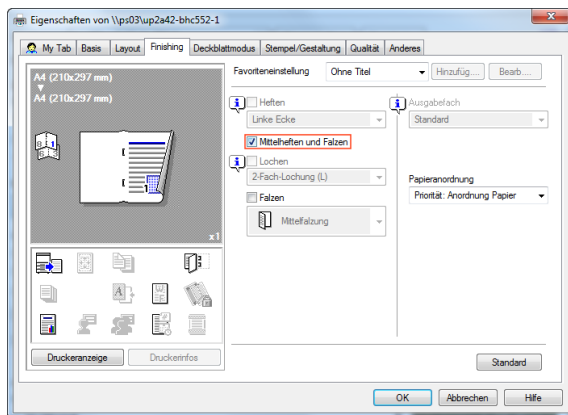 Eigenschaften von \\ps03\up2a42-bhc552-1
My Tab
Basis
Layout
Finishing
Deckblattmodus
Stempel/Gestaltung
Qualität
Anderes
A4 (210x297 mm)
A4 (210x297 mm)
x1
Druckeranzeige
Druckerinfos
Favoriteneinstellung
Ohne Titel
Hinzufüg....
Bearb....
Heften
Linke Ecke
Mittelheften und Falzen
Lochen
2-Fach-Lochung (L)
Falzen
Mittelfalzung
Ausgabefach
Standard
Papieranordnung
Priorität: Anordnung Papier
Standard
OK
Abbrechen
Hilfe